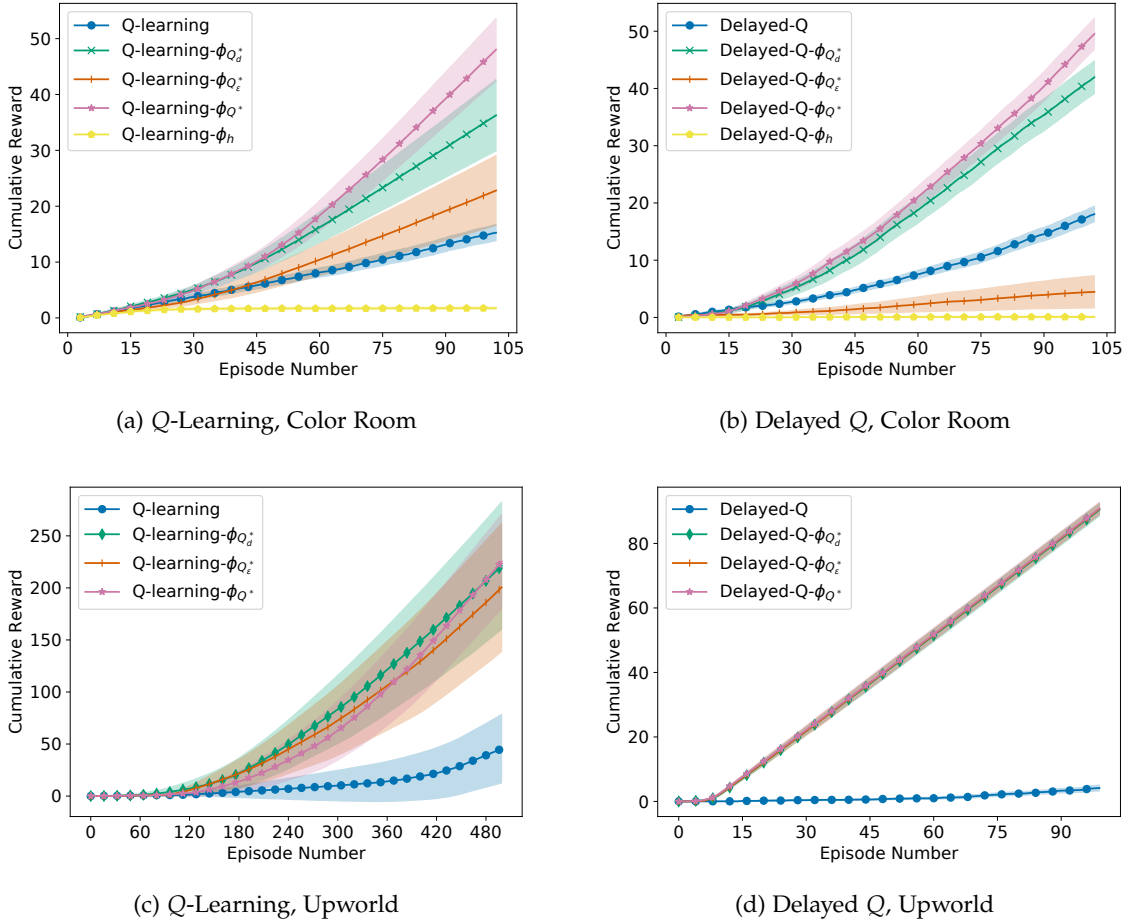 Q-learning
Q-learning-ϕ_{Q_d^*}
Q-learning-ϕ_{Q_ε^*}
Q-learning-ϕ_{Q^*}
Q-learning-ϕ_h
Cumulative Reward
50
40
30
20
10
0
0 15 30 45 60 75 90 105
Episode Number
(a) Q-Learning, Color Room
Delayed-Q
Delayed-Q-ϕ_{Q_d^*}
Delayed-Q-ϕ_{Q_ε^*}
Delayed-Q-ϕ_{Q^*}
Delayed-Q-ϕ_h
Cumulative Reward
50
40
30
20
10
0
0 15 30 45 60 75 90 105
Episode Number
(b) Delayed Q, Color Room
Q-learning
Q-learning-ϕ_{Q_d^*}
Q-learning-ϕ_{Q_ε^*}
Q-learning-ϕ_{Q^*}
Cumulative Reward
250
200
150
100
50
0
0 60 120 180 240 300 360 420 480
Episode Number
(c) Q-Learning, Upworld
Delayed-Q
Delayed-Q-ϕ_{Q_d^*}
Delayed-Q-ϕ_{Q_ε^*}
Delayed-Q-ϕ_{Q^*}
Cumulative Reward
80
60
40
20
0
0 15 30 45 60 75 90
Episode Number
(d) Delayed Q, Upworld